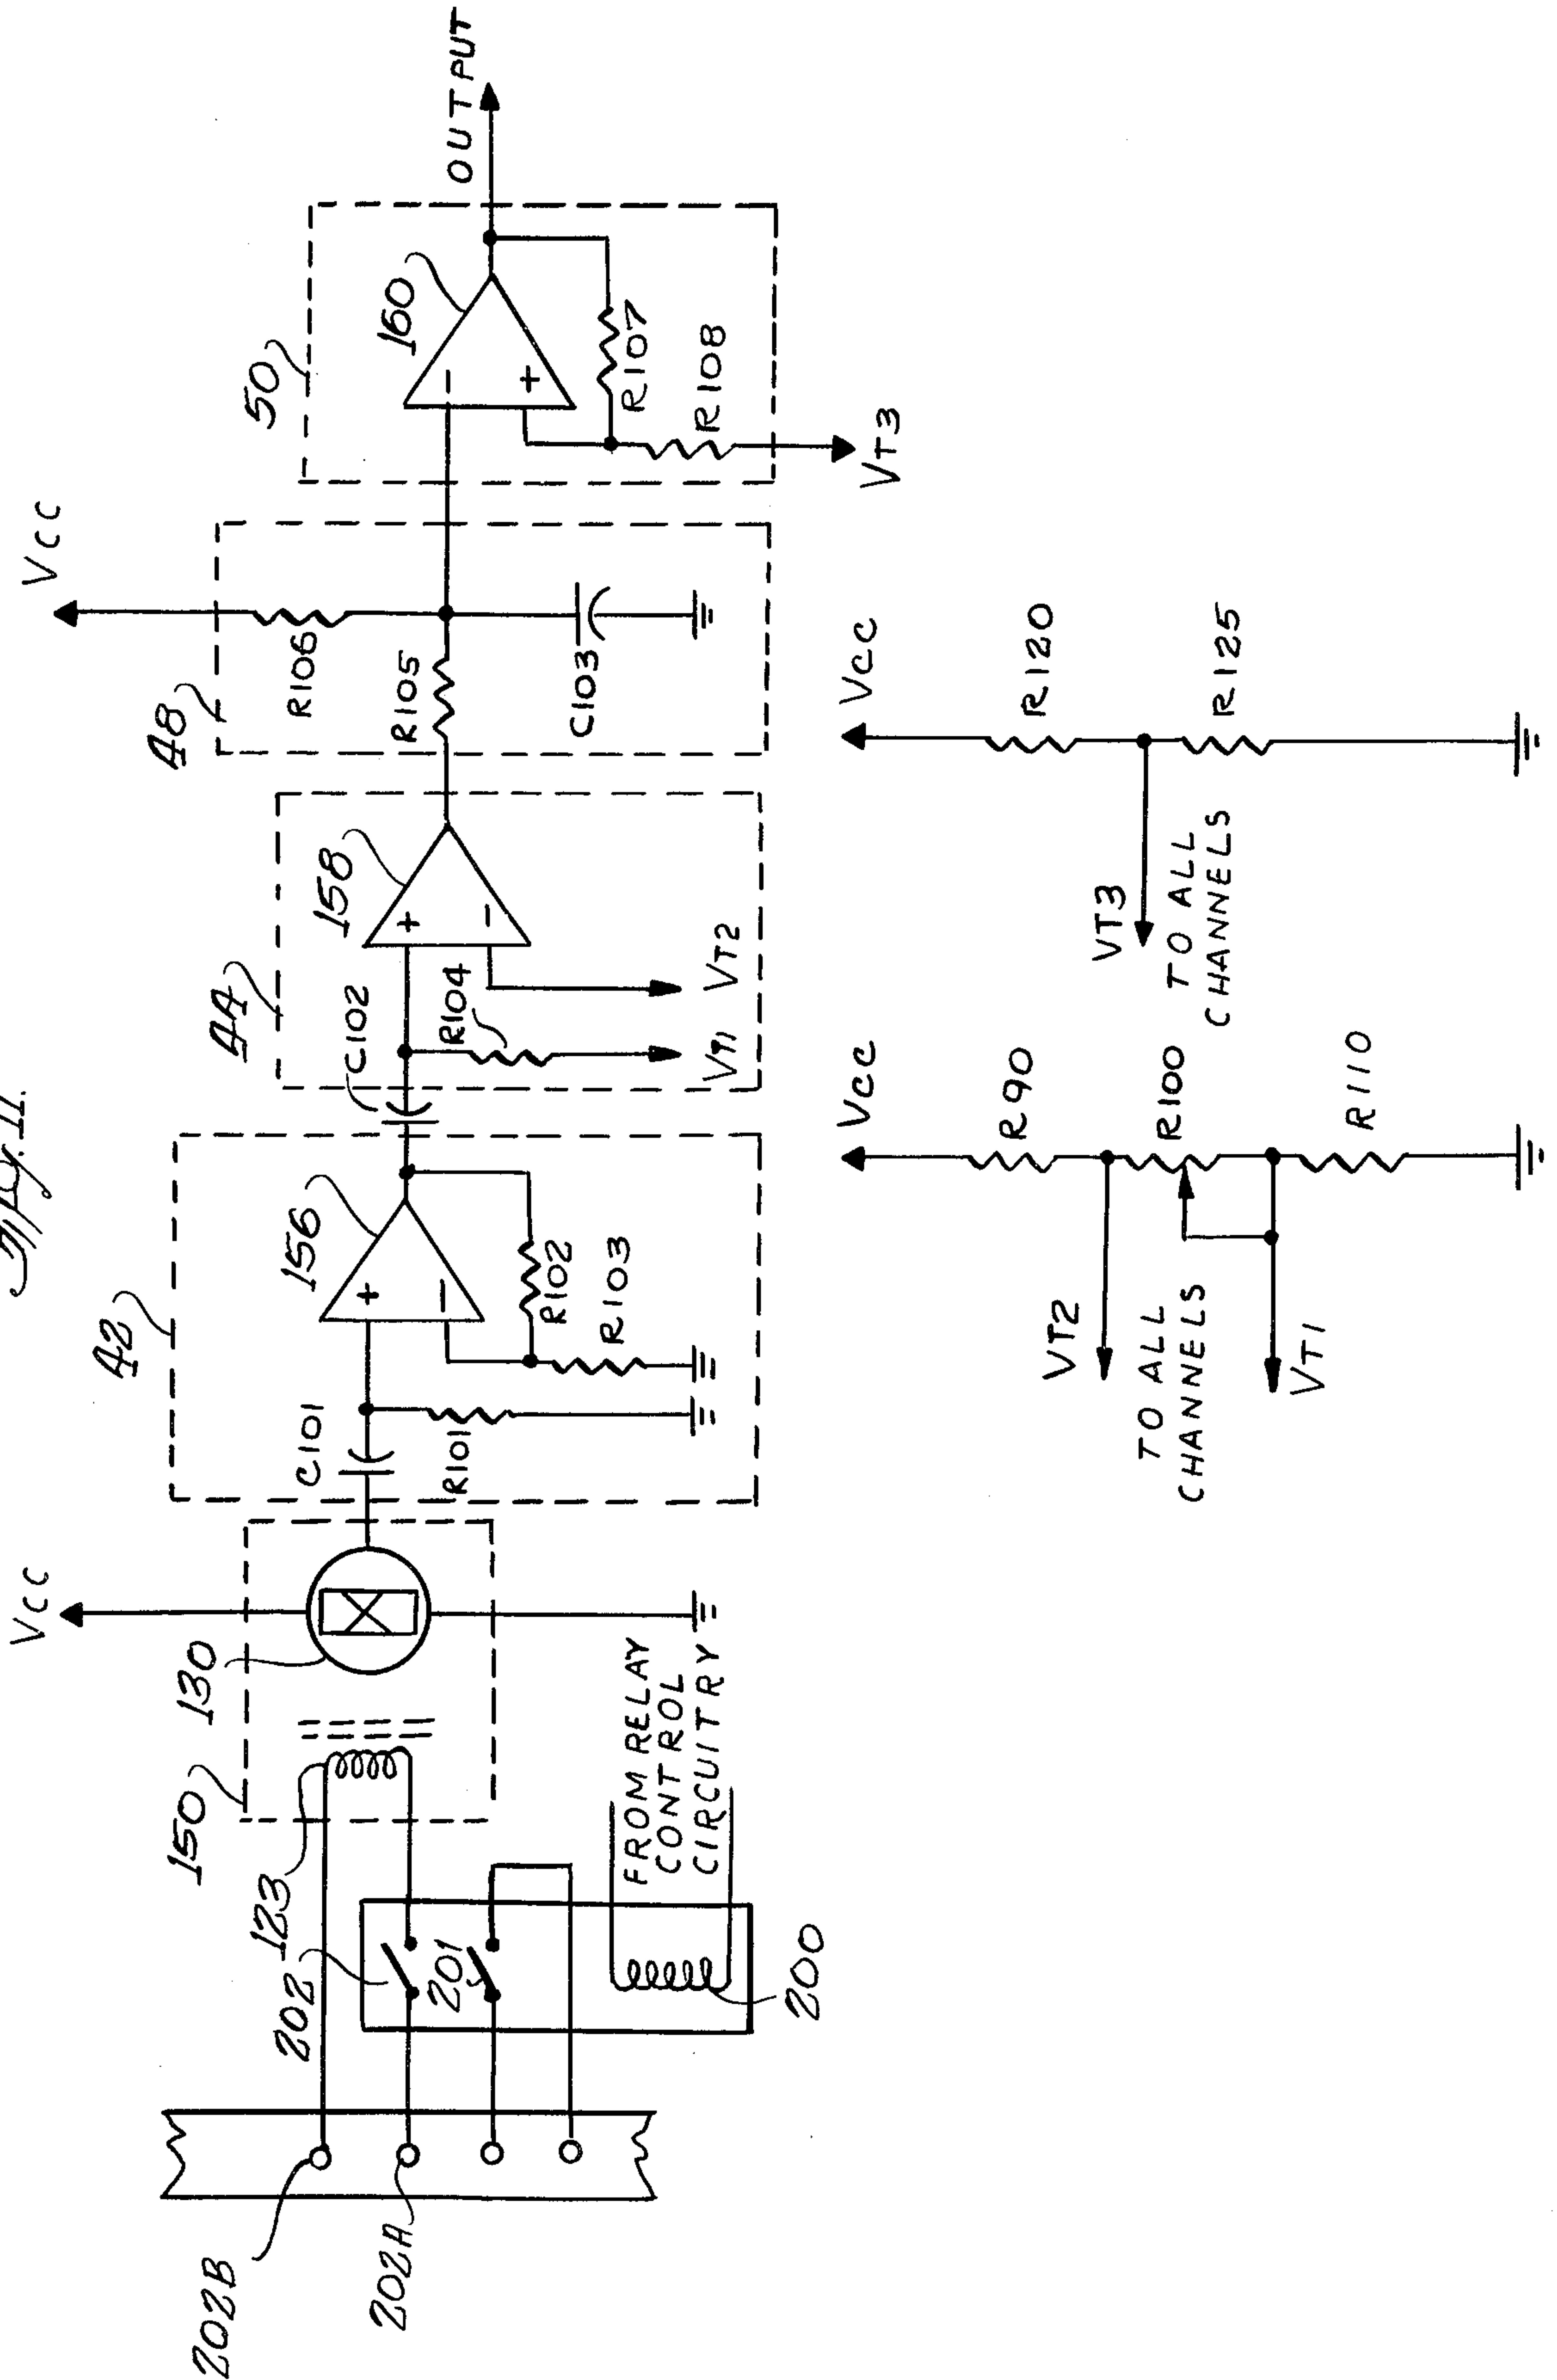 Fig. 11.
Vcc
Vcc
150
130
42
44
48
50
202B
202A
202
123
201
200
FROM RELAY
CONTROL
CIRCUITRY
C101
R101
156
+
−
R102
R103
C102
R104
158
+
−
VT1
VT2
R106
R105
C103
160
−
+
R107
R108
VT3
OUTPUT
Vcc
R90
VT2
R100
TO ALL
CHANNELS
VT1
R110
Vcc
R120
VT3
TO ALL
CHANNELS
R125